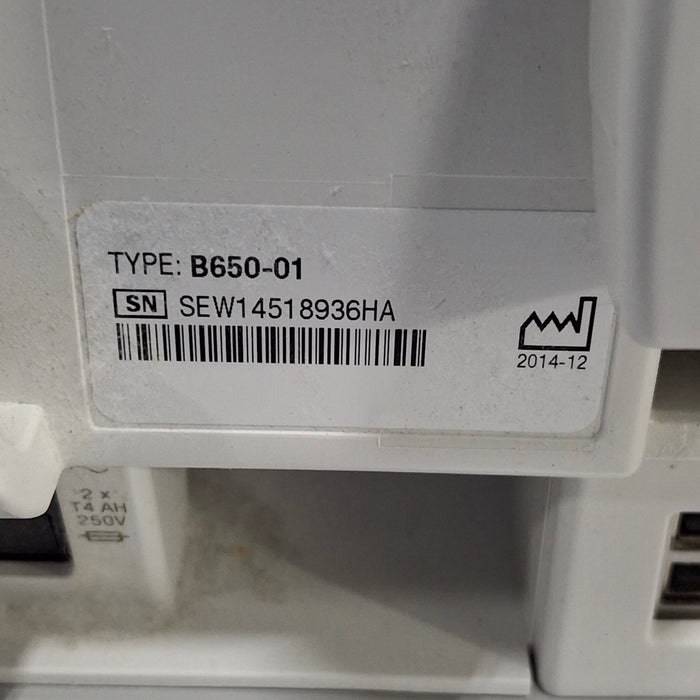 TYPE: B650-01
SN SEW14518936HA
2014-12
2 x
T4 AH
250V